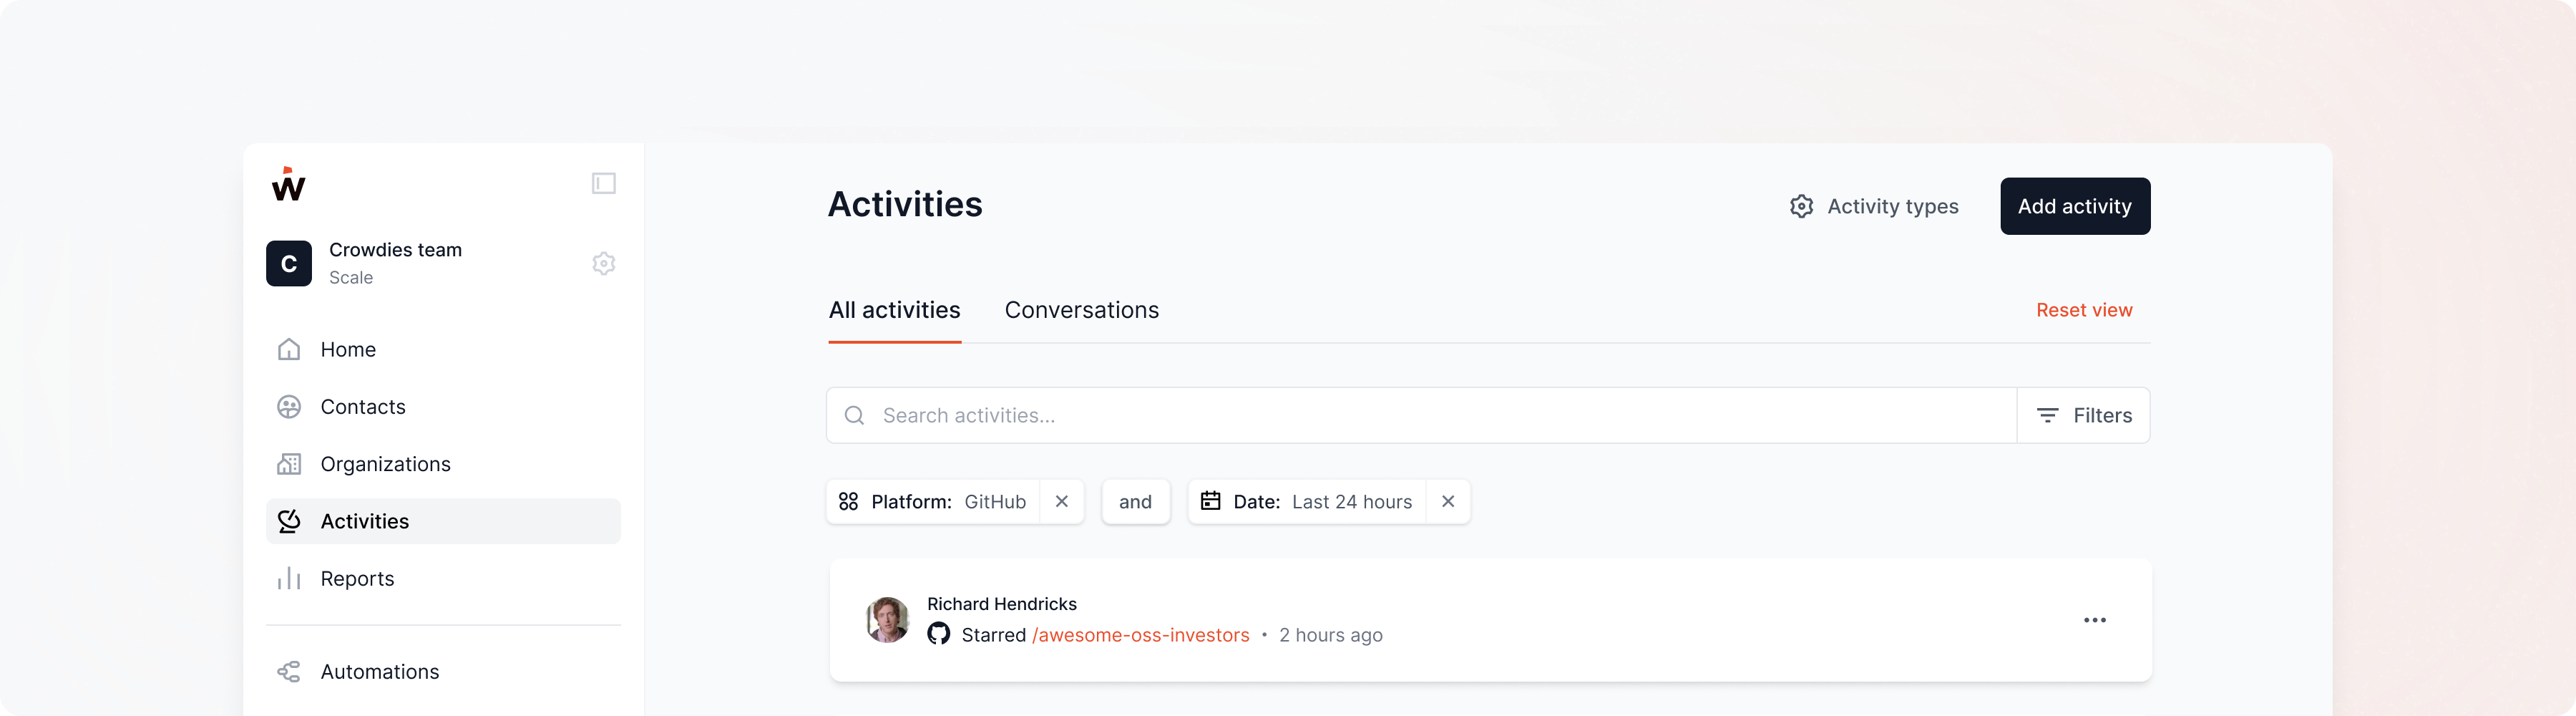 w
C
Crowdies team
Scale
Home
Contacts
Organizations
Activities
Reports
Automations
Activities
Activity types
Add activity
All activities
Conversations
Reset view
Search activities...
Filters
Platform: GitHub
and
Date: Last 24 hours
Richard Hendricks
Starred /awesome-oss-investors • 2 hours ago